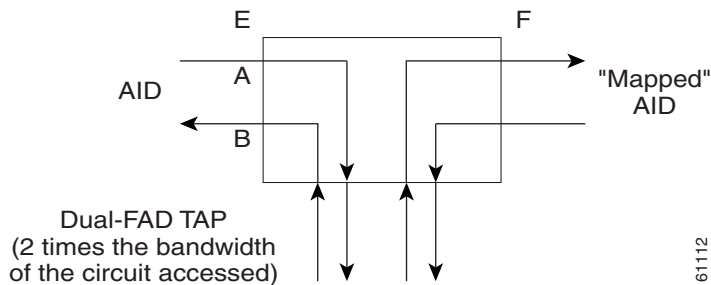 E
F
A
AID
"Mapped"
AID
B
Dual-FAD TAP
(2 times the bandwidth
of the circuit accessed)
61112